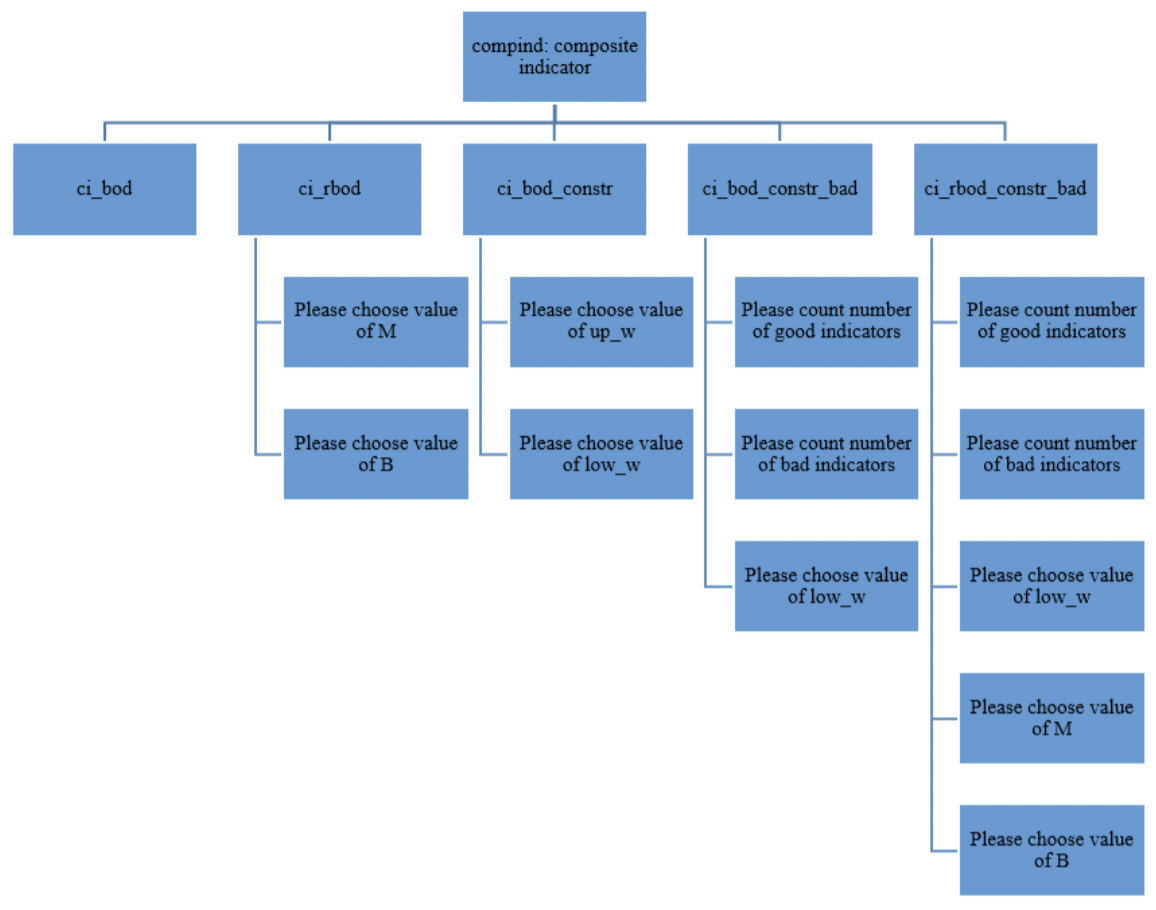 compind: composite
indicator
ci_bod
ci_rbod
ci_bod_constr
ci_bod_constr_bad
ci_rbod_constr_bad
Please choose value
of M
Please choose value
of B
Please choose value
of up_w
Please choose value
of low_w
Please count number
of good indicators
Please count number
of bad indicators
Please choose value
of low_w
Please count number
of good indicators
Please count number
of bad indicators
Please choose value
of low_w
Please choose value
of M
Please choose value
of B